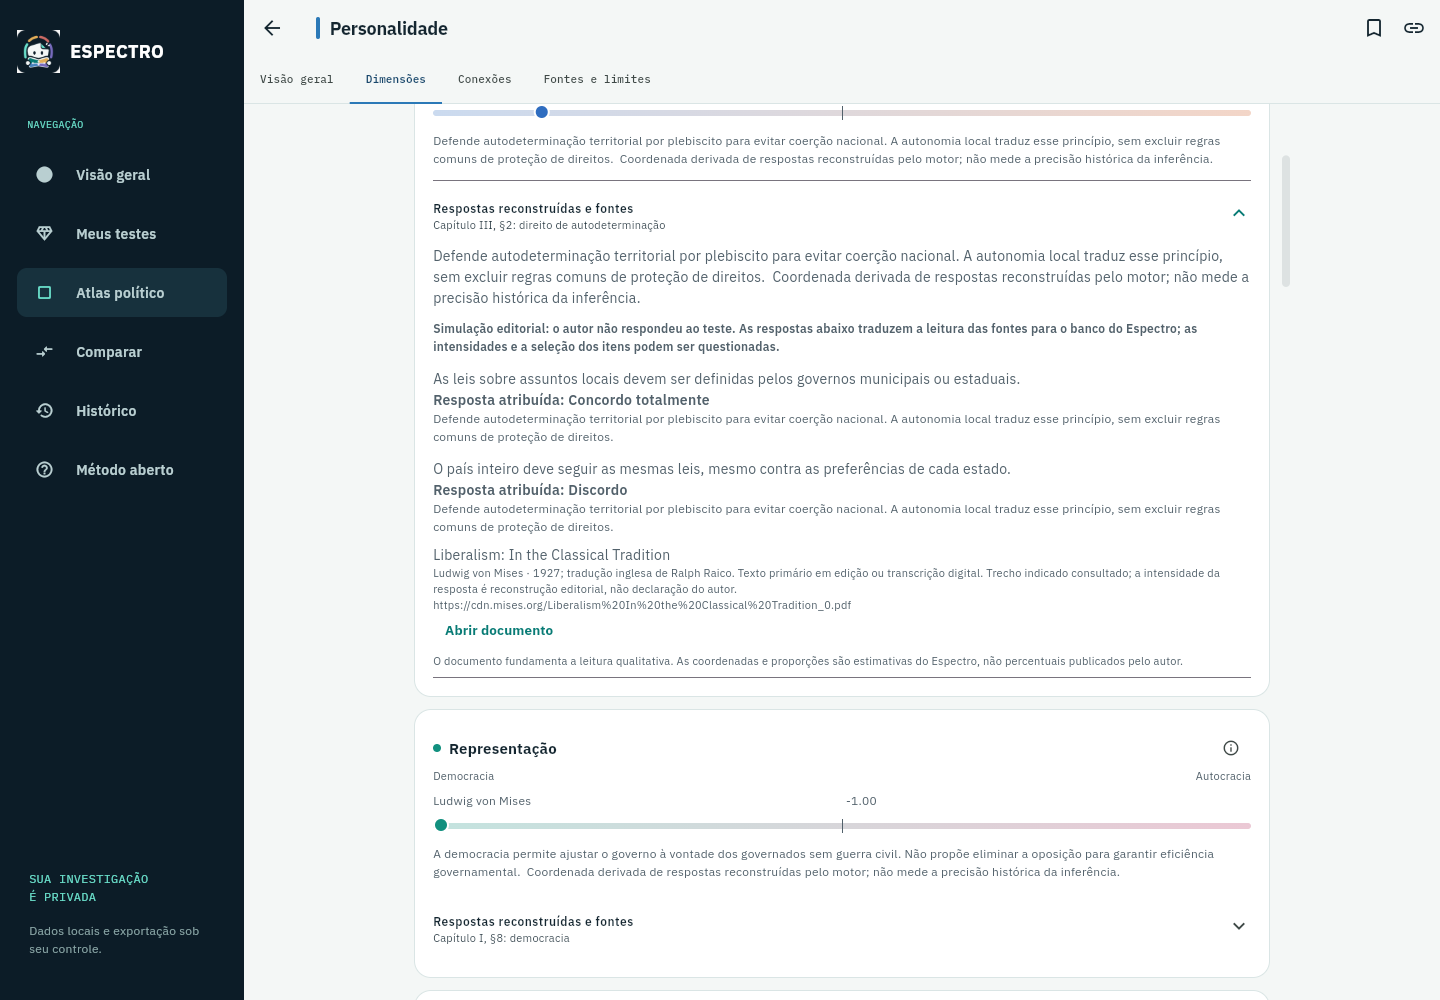 ESPECTRO
NAVEGAÇÃO
Visão geral
Meus testes
Atlas político
Comparar
Histórico
Método aberto
SUA INVESTIGAÇÃO
É PRIVADA
Dados locais e exportação sob
seu controle.
Personalidade
Visão geral
Dimensões
Conexões
Fontes e limites
Defende autodeterminação territorial por plebiscito para evitar coerção nacional. A autonomia local traduz esse princípio, sem excluir regras
comuns de proteção de direitos.  Coordenada derivada de respostas reconstruídas pelo motor; não mede a precisão histórica da inferência.
Respostas reconstruídas e fontes
Capítulo III, §2: direito de autodeterminação
Defende autodeterminação territorial por plebiscito para evitar coerção nacional. A autonomia local traduz esse princípio,
sem excluir regras comuns de proteção de direitos.  Coordenada derivada de respostas reconstruídas pelo motor; não mede a
precisão histórica da inferência.
Simulação editorial: o autor não respondeu ao teste. As respostas abaixo traduzem a leitura das fontes para o banco do Espectro; as
intensidades e a seleção dos itens podem ser questionadas.
As leis sobre assuntos locais devem ser definidas pelos governos municipais ou estaduais.
Resposta atribuída: Concordo totalmente
Defende autodeterminação territorial por plebiscito para evitar coerção nacional. A autonomia local traduz esse princípio, sem excluir regras
comuns de proteção de direitos.
O país inteiro deve seguir as mesmas leis, mesmo contra as preferências de cada estado.
Resposta atribuída: Discordo
Defende autodeterminação territorial por plebiscito para evitar coerção nacional. A autonomia local traduz esse princípio, sem excluir regras
comuns de proteção de direitos.
Liberalism: In the Classical Tradition
Ludwig von Mises · 1927; tradução inglesa de Ralph Raico. Texto primário em edição ou transcrição digital. Trecho indicado consultado; a intensidade da
resposta é reconstrução editorial, não declaração do autor.
https://cdn.mises.org/Liberalism%20In%20the%20Classical%20Tradition_0.pdf
Abrir documento
O documento fundamenta a leitura qualitativa. As coordenadas e proporções são estimativas do Espectro, não percentuais publicados pelo autor.
Representação
Democracia
Autocracia
Ludwig von Mises
-1.00
A democracia permite ajustar o governo à vontade dos governados sem guerra civil. Não propõe eliminar a oposição para garantir eficiência
governamental.  Coordenada derivada de respostas reconstruídas pelo motor; não mede a precisão histórica da inferência.
Respostas reconstruídas e fontes
Capítulo I, §8: democracia